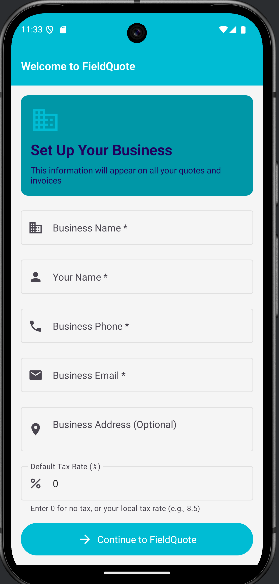 11:33
Welcome to FieldQuote
Set Up Your Business
This information will appear on all your quotes and
invoices
Business Name *
Your Name *
Business Phone *
Business Email *
Business Address (Optional)
Default Tax Rate (%)
% 0
Enter 0 for no tax, or your local tax rate (e.g., 8.5)
→ Continue to FieldQuote